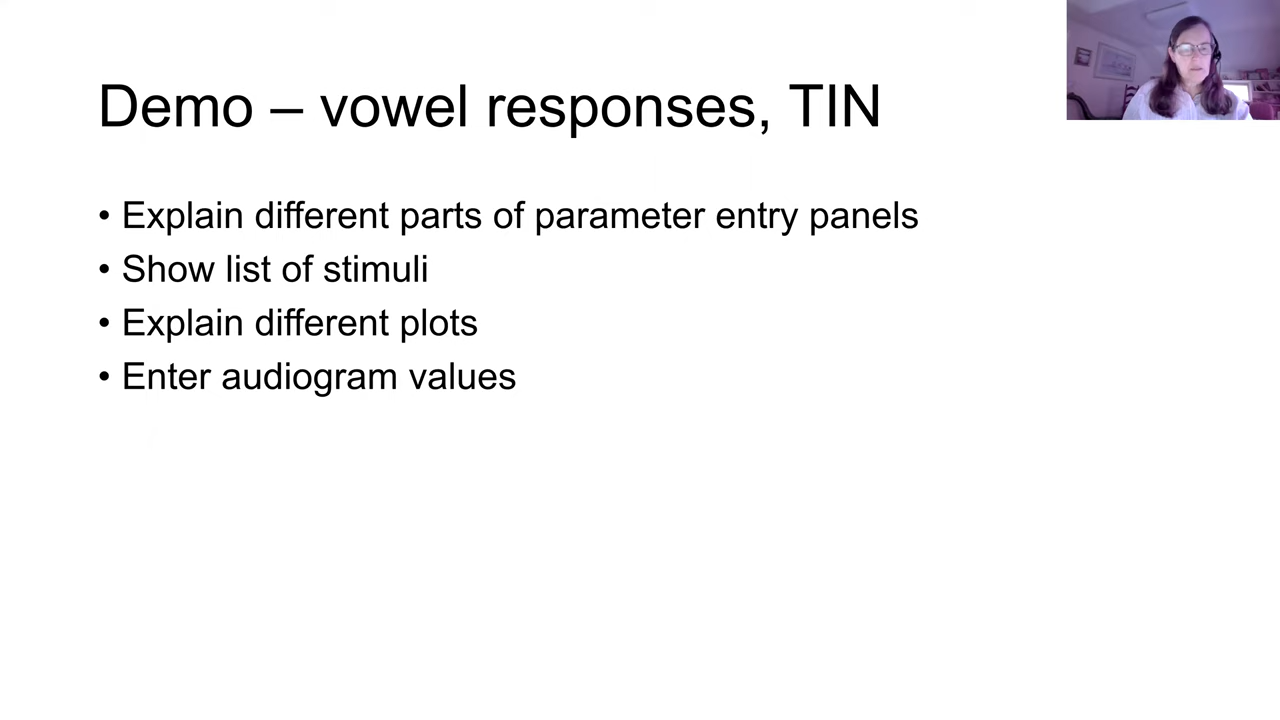 Demo – vowel responses, TIN
• Explain different parts of parameter entry panels
• Show list of stimuli
• Explain different plots
• Enter audiogram values